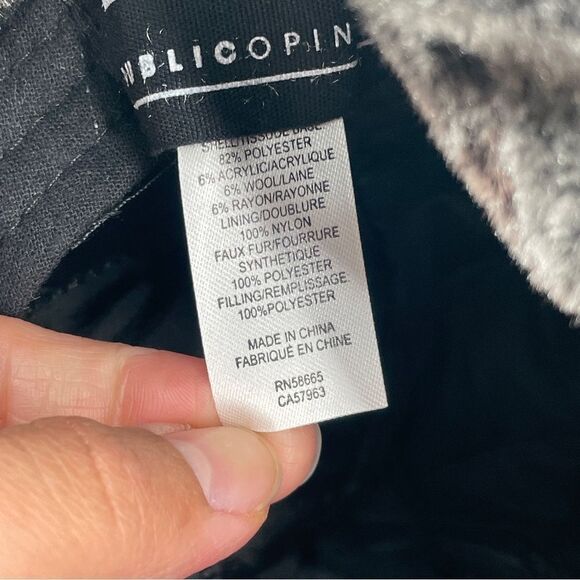 BLICOPIN
SHELL/TISSUE BASE
82% POLYESTER
6% ACRYLIC/ACRYLIQUE
6% WOOL/LAINE
6% RAYON/RAYONNE
LINING/DOUBLURE
100% NYLON
FAUX FUR/FOURRURE
SYNTHETIQUE
100% POLYESTER
FILLING/REMPLISSAGE
100%POLYESTER
MADE IN CHINA
FABRIQUÉ EN CHINE
RN58665
CA57963